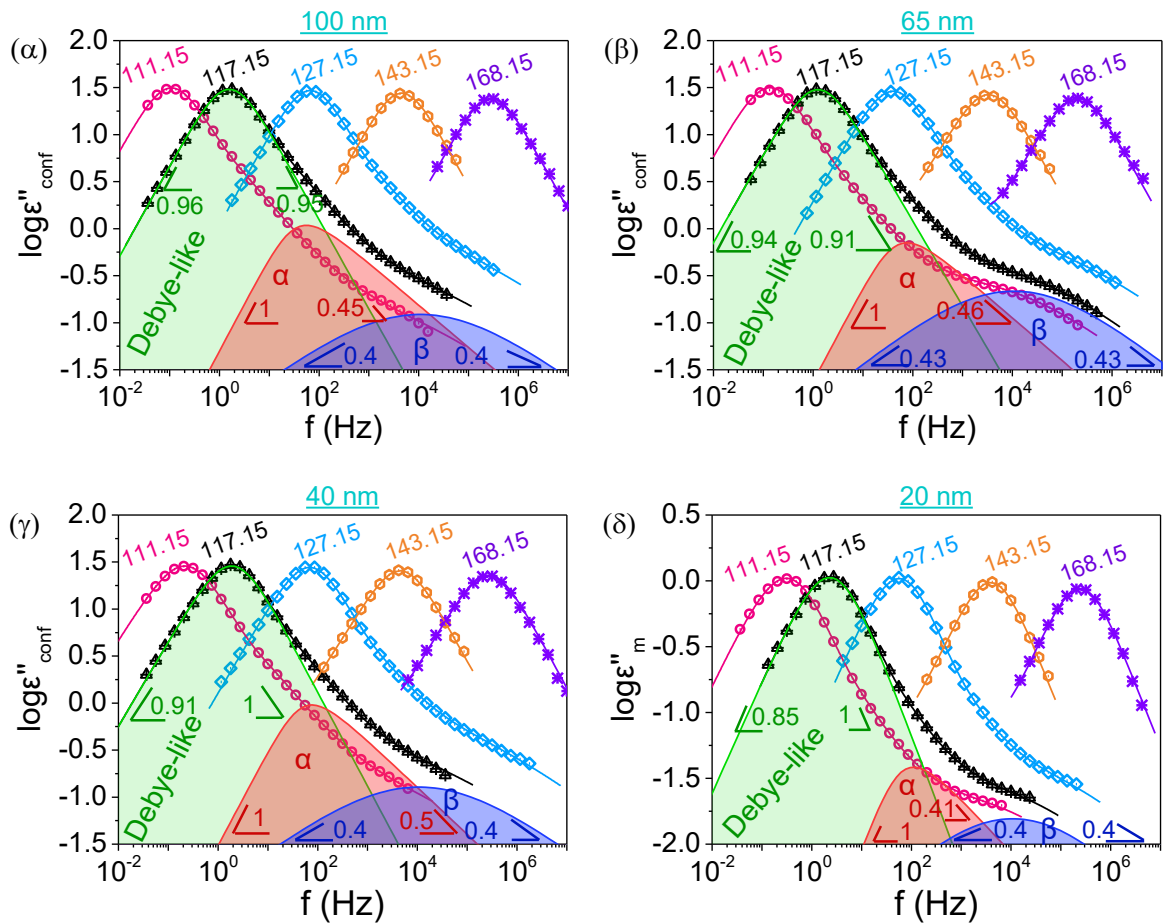 100 nm
(α)
111.15
117.15
127.15
143.15
168.15
2.0
1.5
1.0
0.5
0.0
-0.5
-1.0
-1.5
logε''conf
0.96
0.95
Debye-like
α
1
0.45
0.4
β
0.4
10⁻² 10⁰ 10² 10⁴ 10⁶
f (Hz)
65 nm
(β)
111.15
117.15
127.15
143.15
168.15
2.0
1.5
1.0
0.5
0.0
-0.5
-1.0
-1.5
logε''conf
0.94
0.91
Debye-like
α
1
0.46
β
0.43
0.43
10⁻² 10⁰ 10² 10⁴ 10⁶
f (Hz)
40 nm
(γ)
111.15
117.15
127.15
143.15
168.15
2.0
1.5
1.0
0.5
0.0
-0.5
-1.0
-1.5
logε''conf
0.91
1
Debye-like
α
1
0.4
0.5
β
0.4
10⁻² 10⁰ 10² 10⁴ 10⁶
f (Hz)
20 nm
(δ)
111.15
117.15
127.15
143.15
168.15
0.5
0.0
-0.5
-1.0
-1.5
-2.0
logε''m
0.85
1
Debye-like
α
0.41
1
0.4
β
0.4
10⁻² 10⁰ 10² 10⁴ 10⁶
f (Hz)